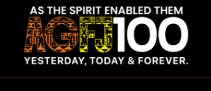 AS THE SPIRIT ENABLED THEM
AGFJ100
YESTERDAY, TODAY & FOREVER.